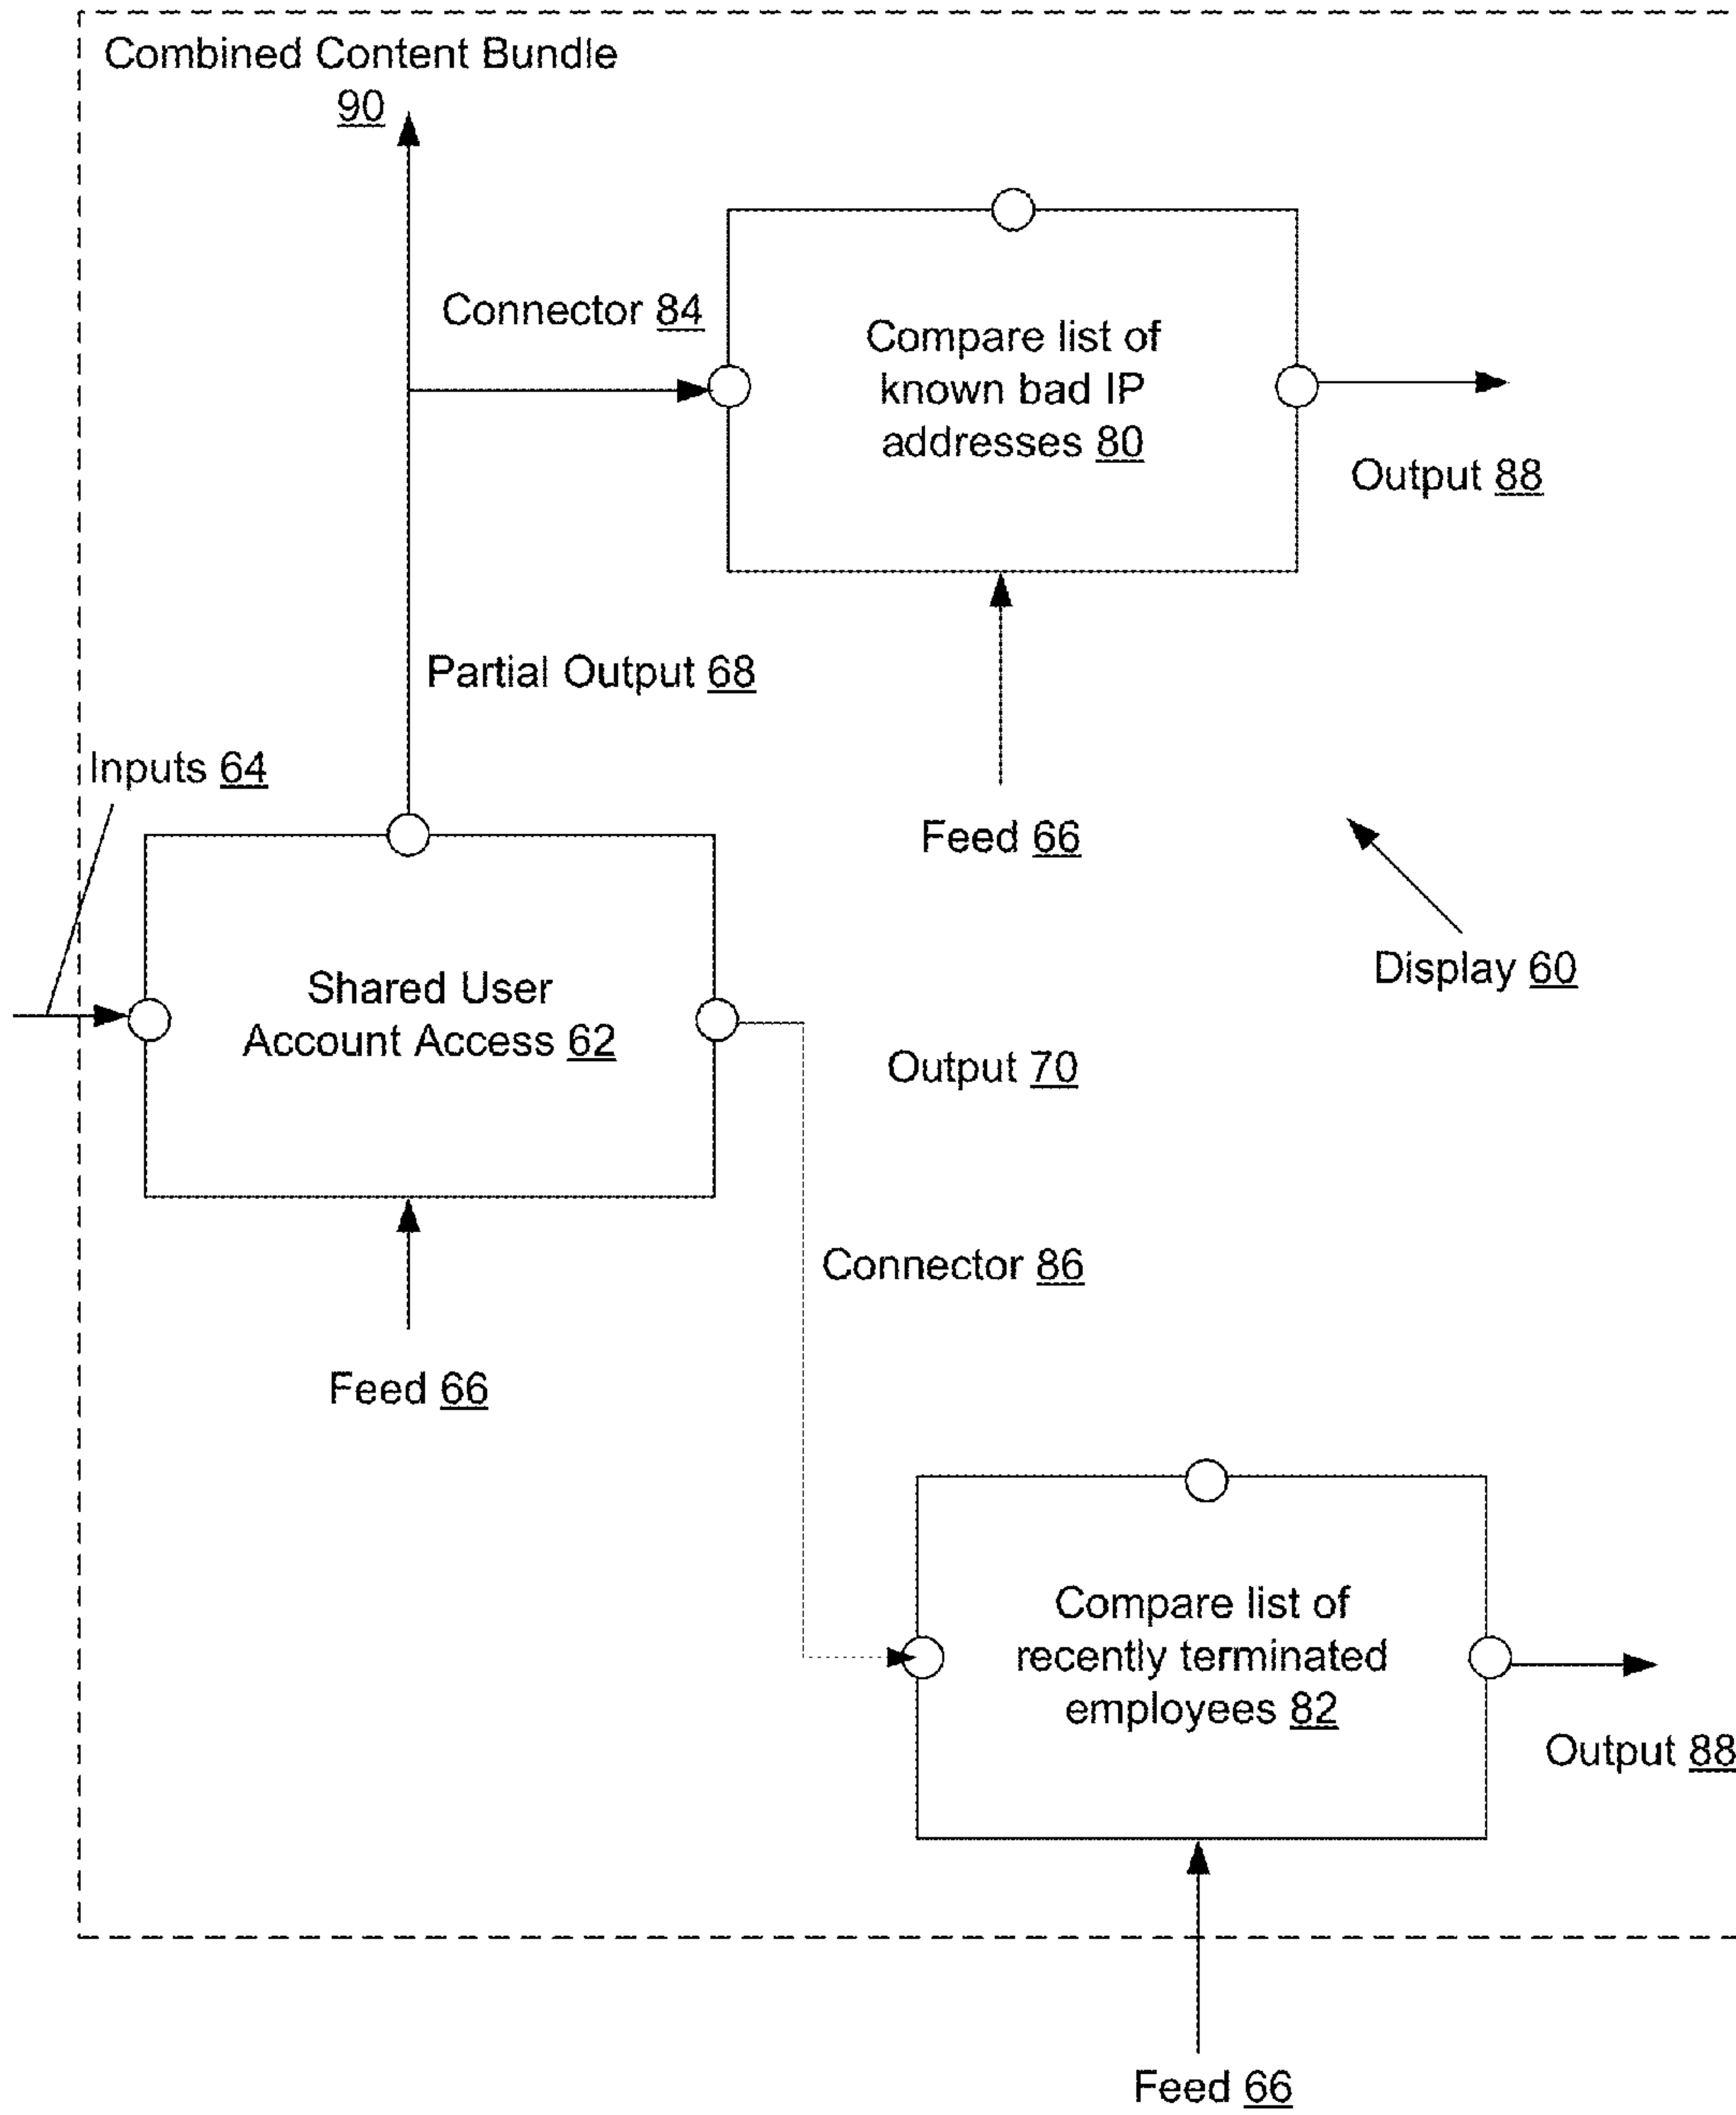 Combined Content Bundle
90
Connector 84
Compare list of
known bad IP
addresses 80
Output 88
Partial Output 68
Inputs 64
Feed 66
Display 60
Shared User
Account Access 62
Output 70
Connector 86
Feed 66
Compare list of
recently terminated
employees 82
Output 88
Feed 66